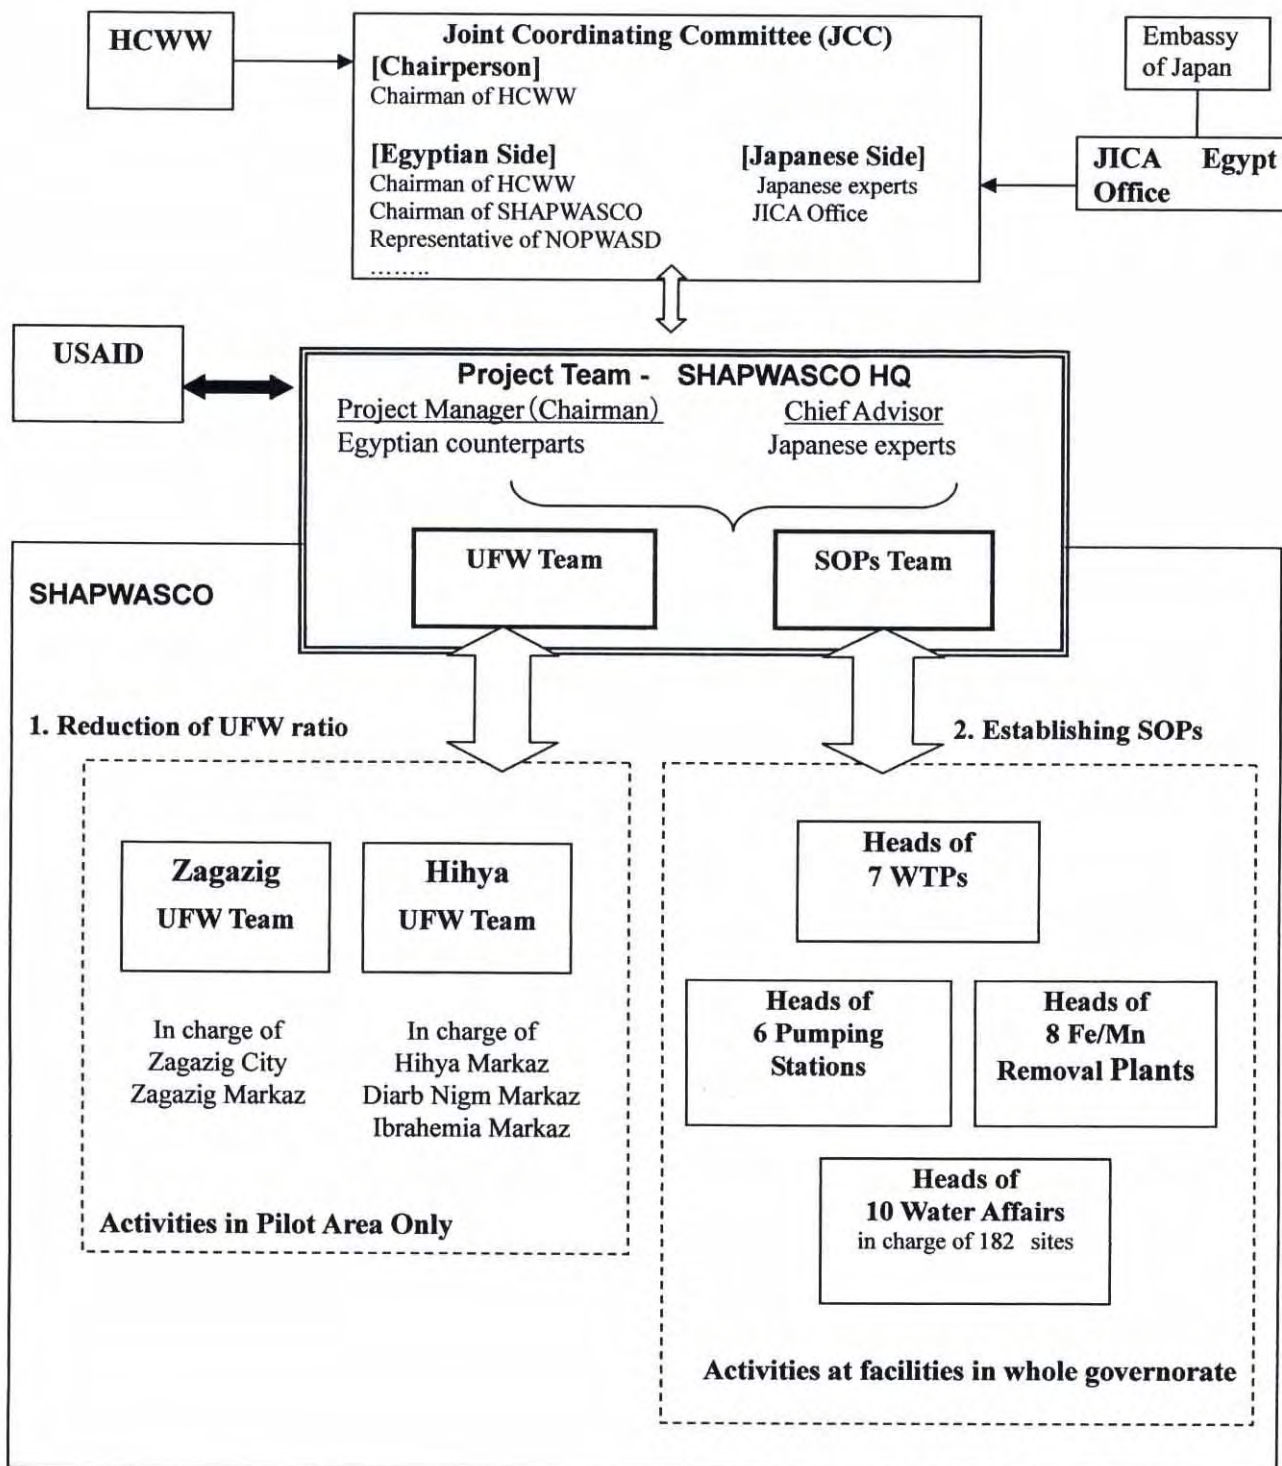 HCWW
Joint Coordinating Committee (JCC)
[Chairperson]
Chairman of HCWW
[Egyptian Side]
Chairman of HCWW
Chairman of SHAPWASCO
Representative of NOPWASD
……..
[Japanese Side]
Japanese experts
JICA Office
Embassy
of Japan
JICA Egypt
Office
USAID
Project Team - SHAPWASCO HQ
Project Manager (Chairman)
Egyptian counterparts
Chief Advisor
Japanese experts
UFW Team
SOPs Team
SHAPWASCO
1. Reduction of UFW ratio
Zagazig
UFW Team
In charge of
Zagazig City
Zagazig Markaz
Hihya
UFW Team
In charge of
Hihya Markaz
Diarb Nigm Markaz
Ibrahemia Markaz
Activities in Pilot Area Only
2. Establishing SOPs
Heads of
7 WTPs
Heads of
6 Pumping
Stations
Heads of
8 Fe/Mn
Removal Plants
Heads of
10 Water Affairs
in charge of 182 sites
Activities at facilities in whole governorate